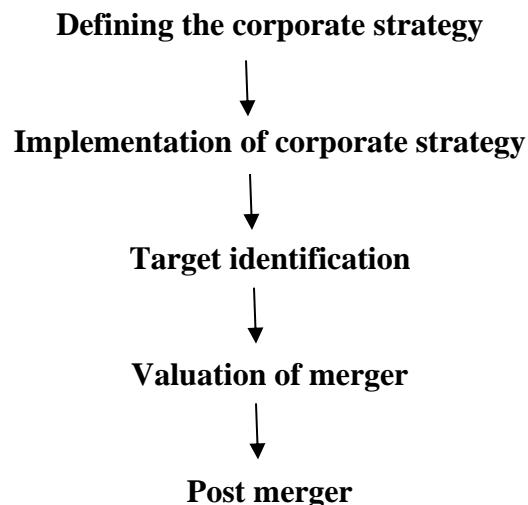 Defining the corporate strategy
Implementation of corporate strategy
Target identification
Valuation of merger
Post merger